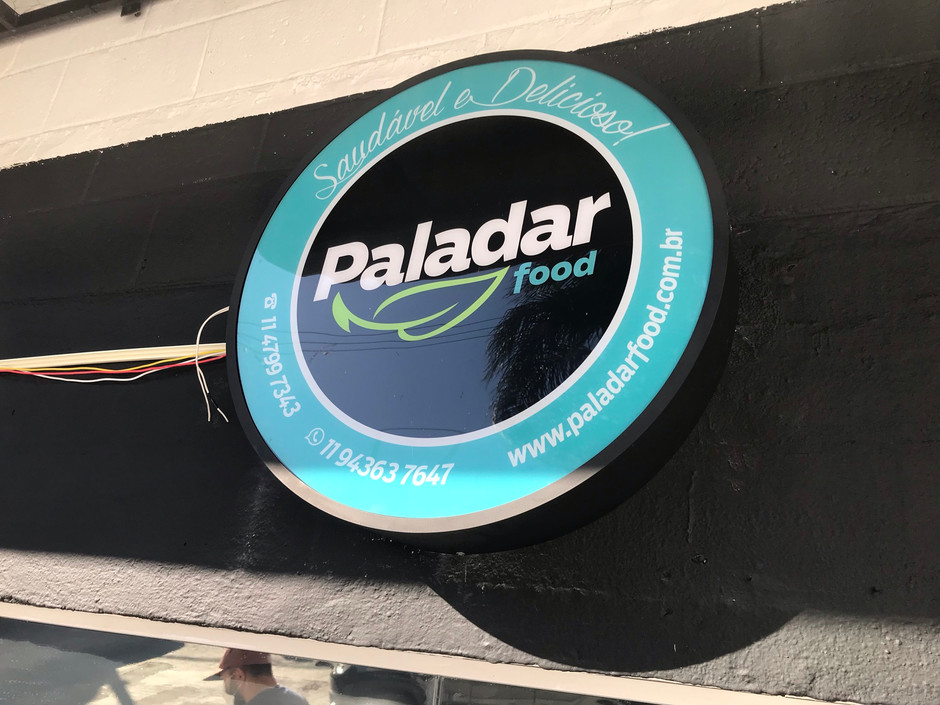 Saudável e Delicioso!
Paladar
food
11 4799 7343
11 94363 7647
www.paladarfood.com.br